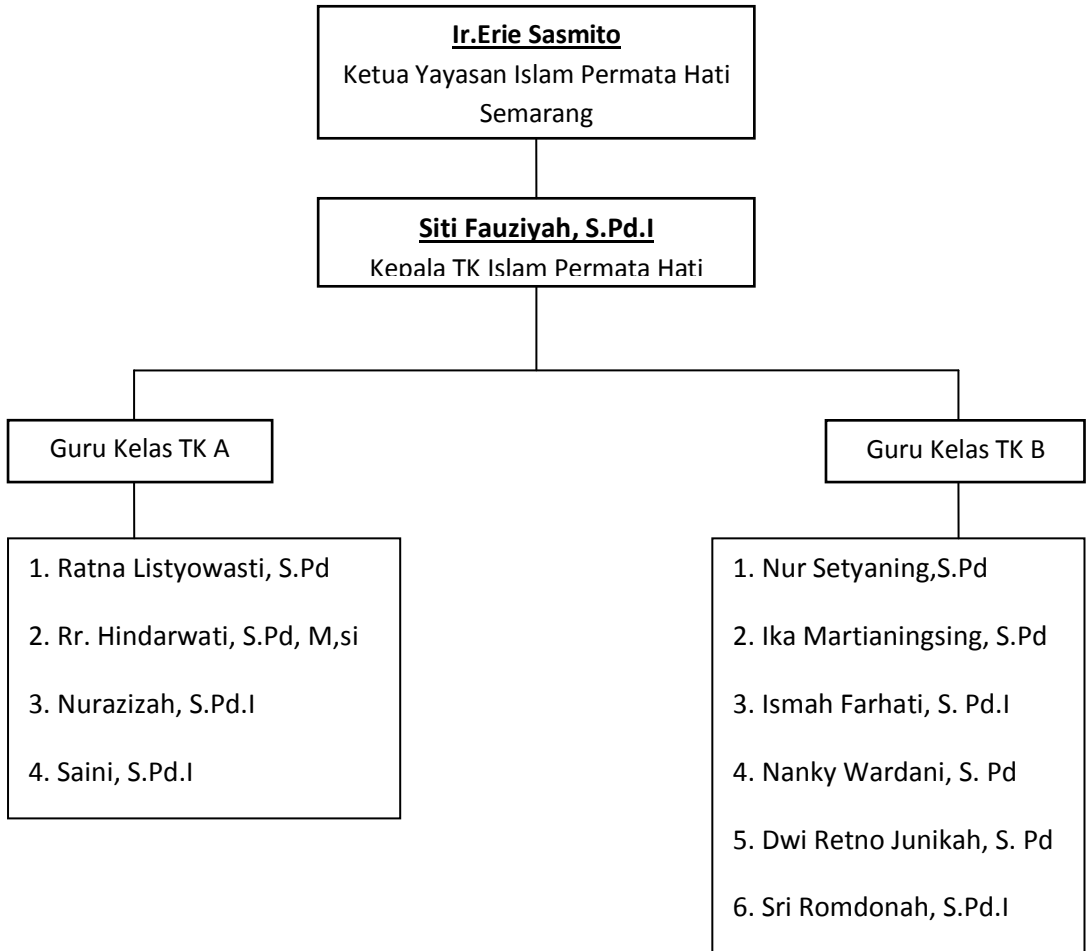 Ir.Erie Sasmito
Ketua Yayasan Islam Permata Hati
Semarang
Siti Fauziyah, S.Pd.I
Kepala TK Islam Permata Hati
Guru Kelas TK A
Guru Kelas TK B
1. Ratna Listyowasti, S.Pd
2. Rr. Hindarwati, S.Pd, M,si
3. Nurazizah, S.Pd.I
4. Saini, S.Pd.I
1. Nur Setyaning,S.Pd
2. Ika Martianingsing, S.Pd
3. Ismah Farhati, S. Pd.I
4. Nanky Wardani, S. Pd
5. Dwi Retno Junikah, S. Pd
6. Sri Romdonah, S.Pd.I